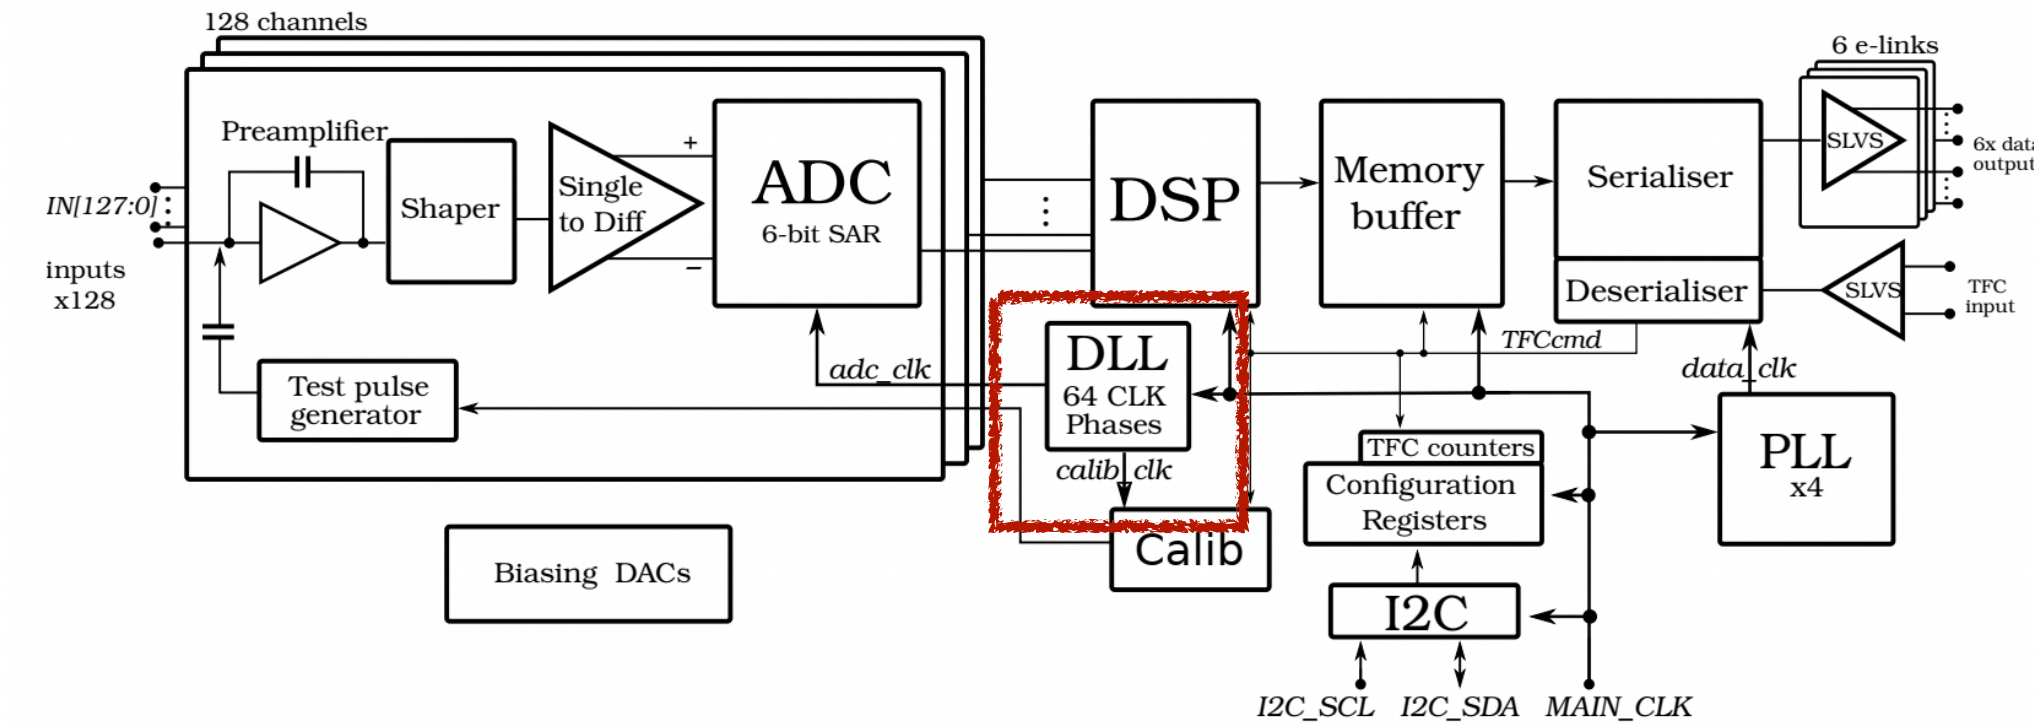 128 channels
6 e-links
Preamplifier
Shaper
Single
to Diff
+
−
ADC
6-bit SAR
DSP
Memory
buffer
Serialiser
Deserialiser
SLVS
6x data
output
SLVS
TFC
input
IN[127:0]
inputs
x128
Test pulse
generator
adc_clk
DLL
64 CLK
Phases
calib_clk
Calib
TFCcmd
data_clk
TFC counters
Configuration
Registers
PLL
x4
Biasing DACs
I2C
I2C_SCL
I2C_SDA
MAIN_CLK